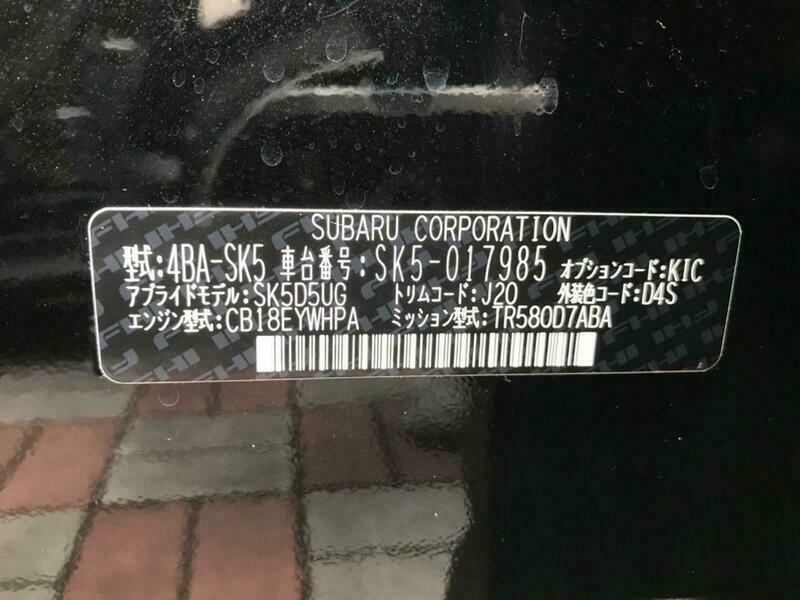 SUBARU CORPORATION
型式:4BA-SK5 車台番号:SK5-017985 オプションコード:KIC
アプライドモデル:SK5D5UG トリムコード:J20 外装色コード:D4S
エンジン型式:CB18EYWHPA ミッション型式:TR580D7ABA